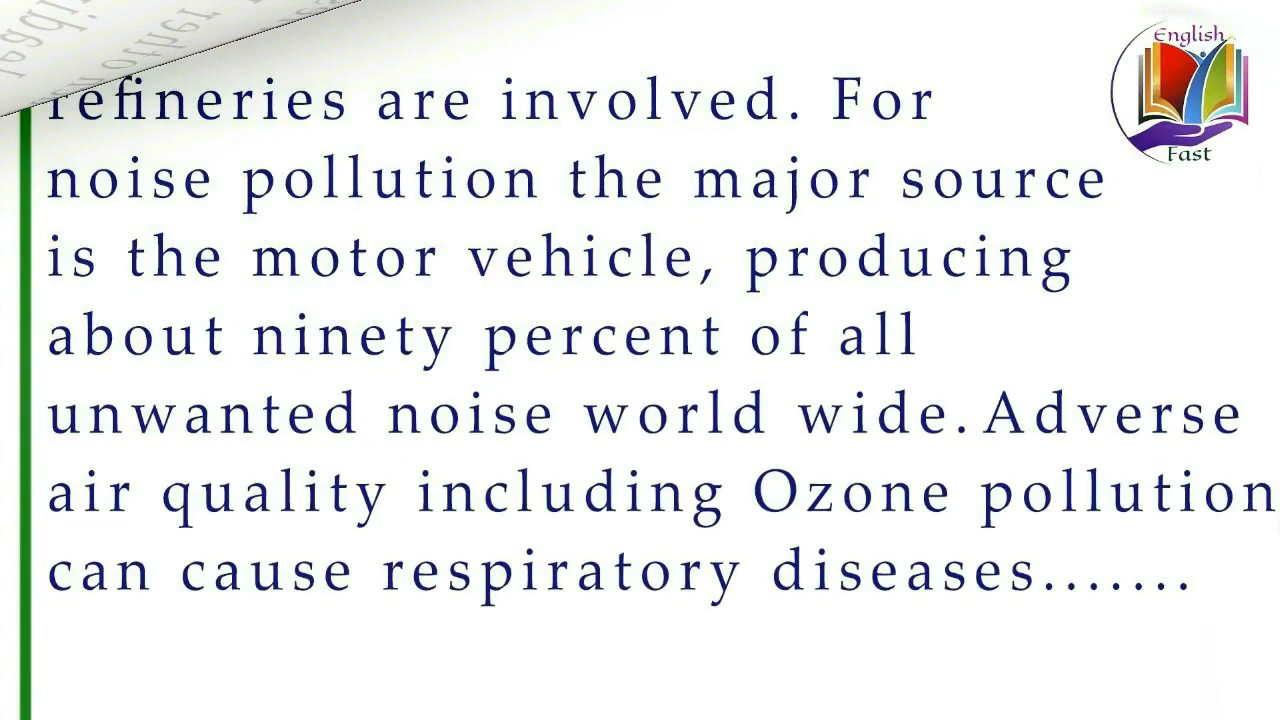 refineries are involved. For
noise pollution the major source
is the motor vehicle, producing
about ninety percent of all
unwanted noise world wide. Adverse
air quality including Ozone pollution
can cause respiratory diseases.......
English
Fast